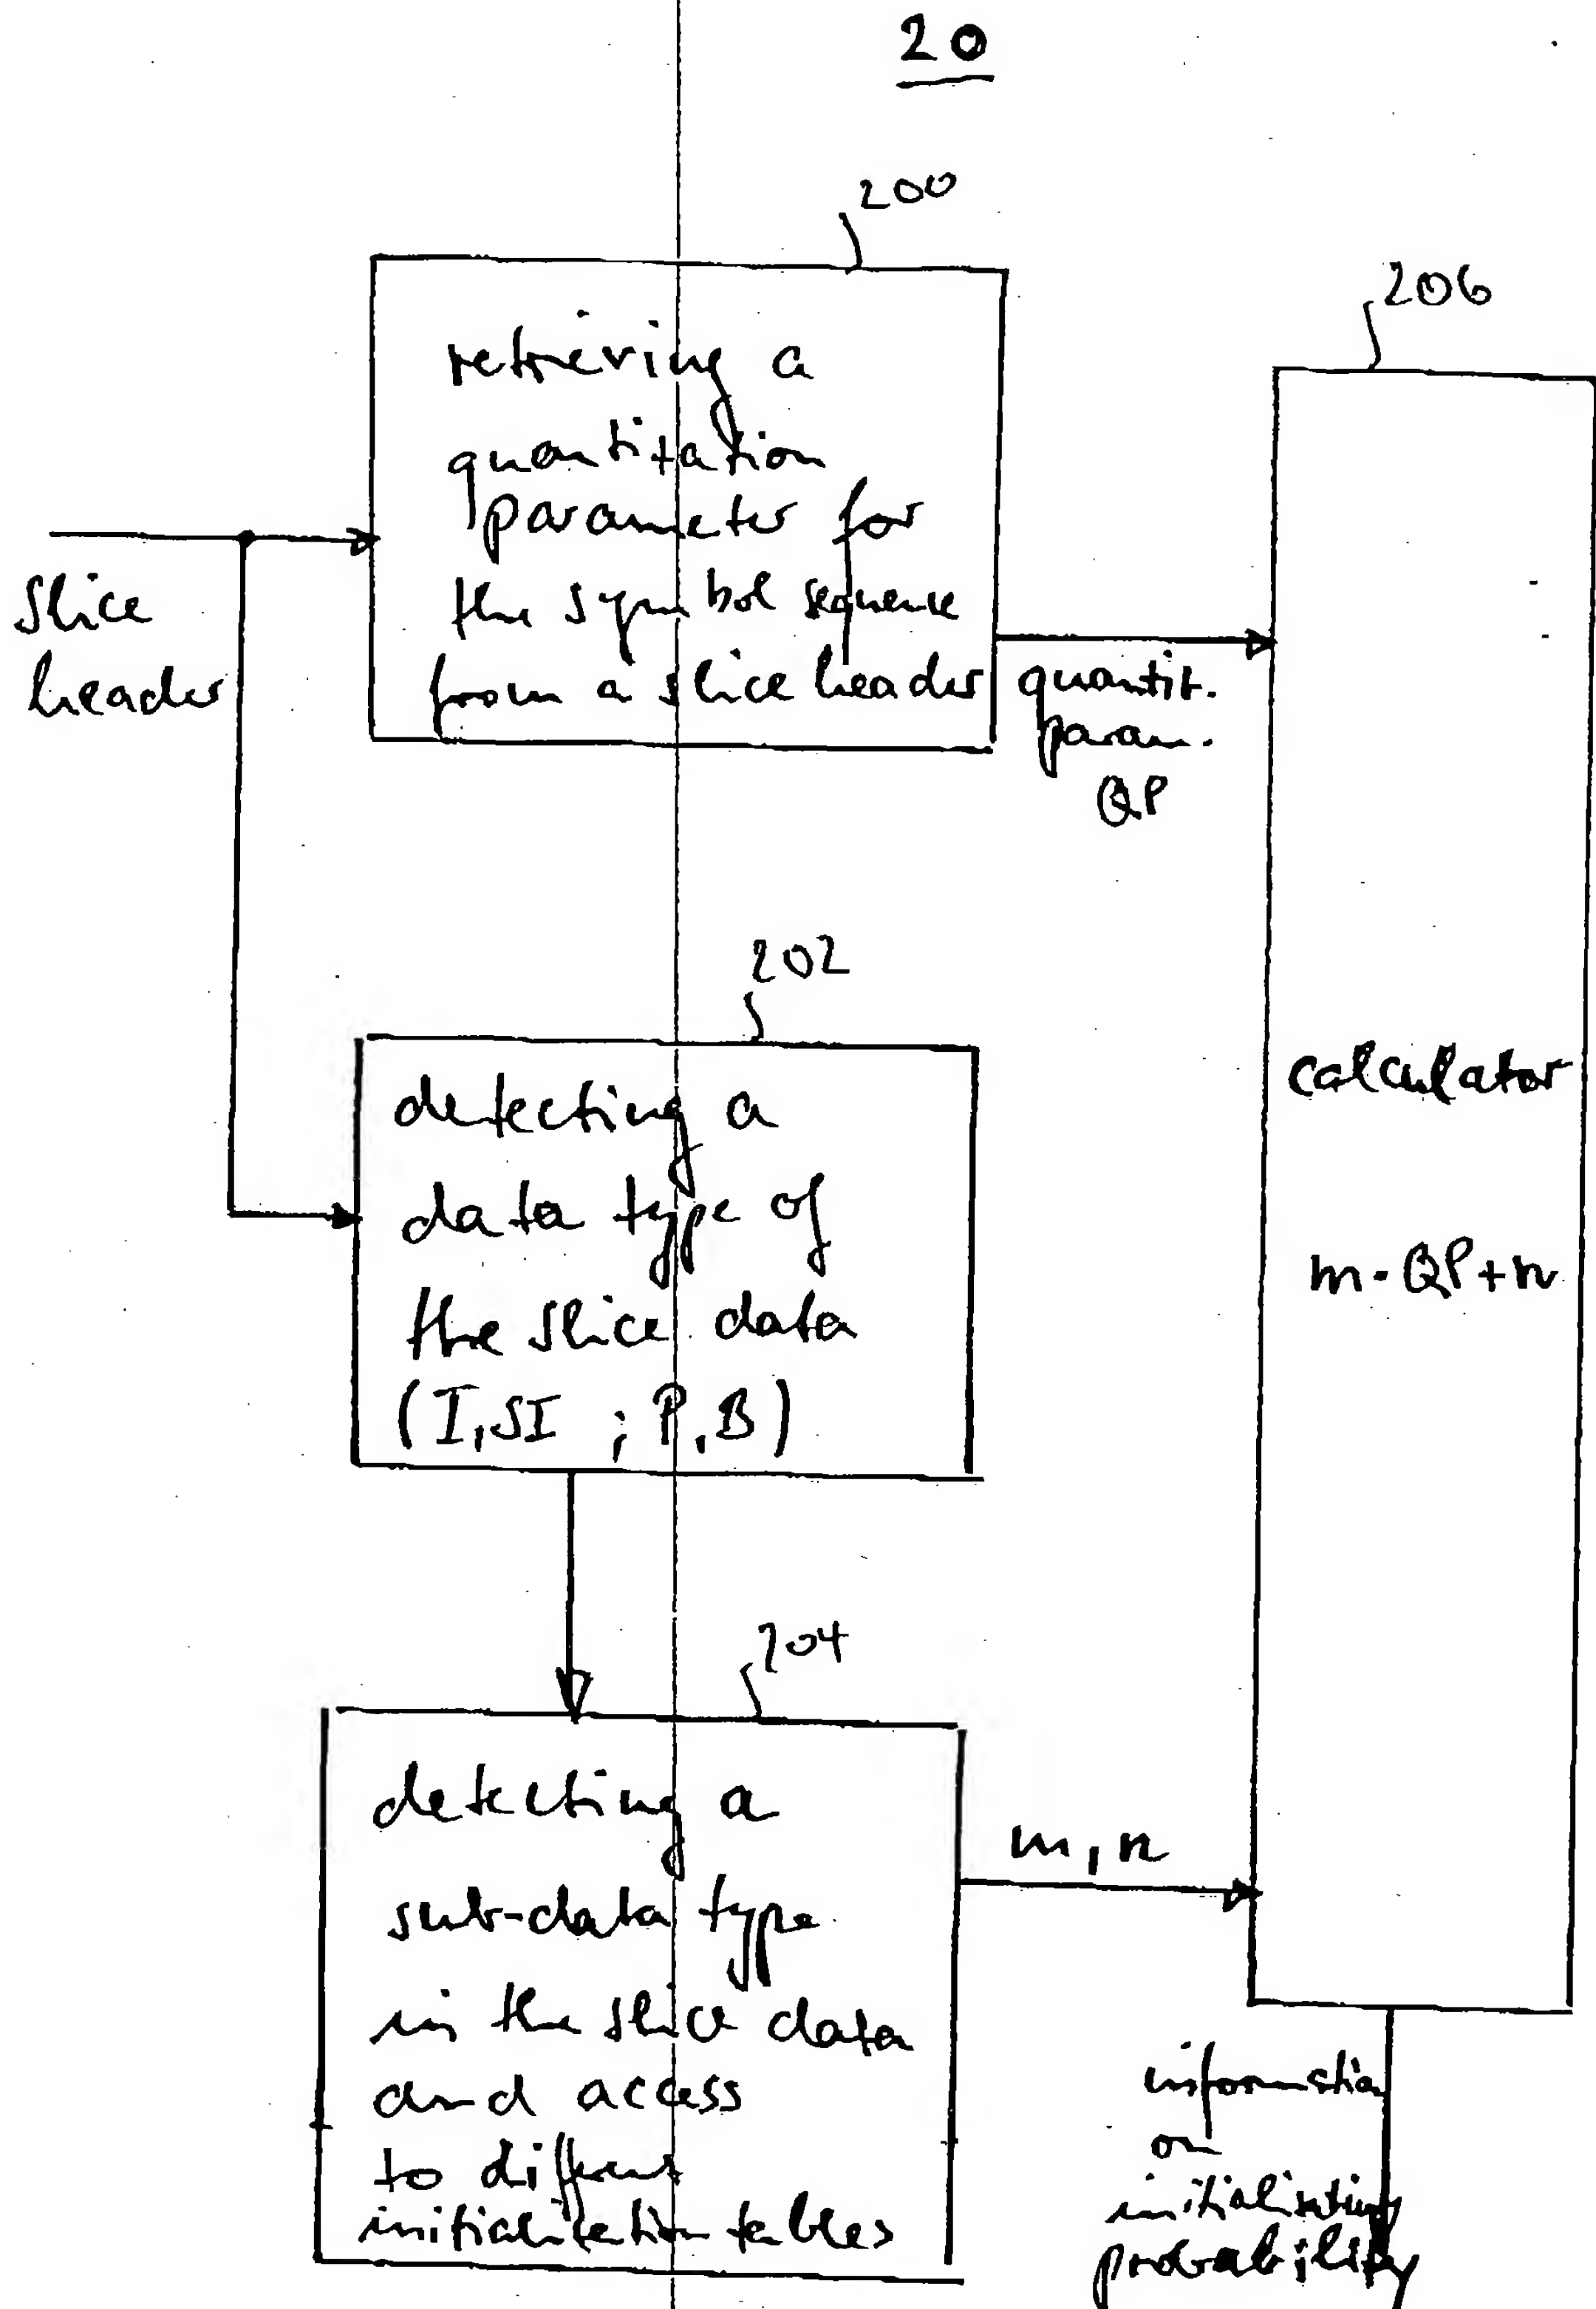 20
200
retrieving a
quantitation
parameter for
the symbol sequence
from a slice header
206
slice
header
quantit.
param.
QP
202
detecting a
data type of
the slice data
(I,SI ; P,B)
calculator
m·QP+n
204
detecting a
sub-data type
in the slice data
and access
to different
initialization tables
m,n
information
on
initialisating
probability